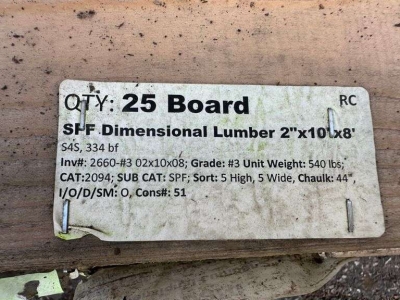 QTY: 25 Board
RC
SPF Dimensional Lumber 2"x10"x8'
S4S, 334 bf
Inv#: 2660-#3 02x10x08; Grade: #3 Unit Weight: 540 lbs;
CAT:2094; SUB CAT: SPF; Sort: 5 High, 5 Wide, Chaulk: 44",
I/O/D/SM: O, Cons#: 51